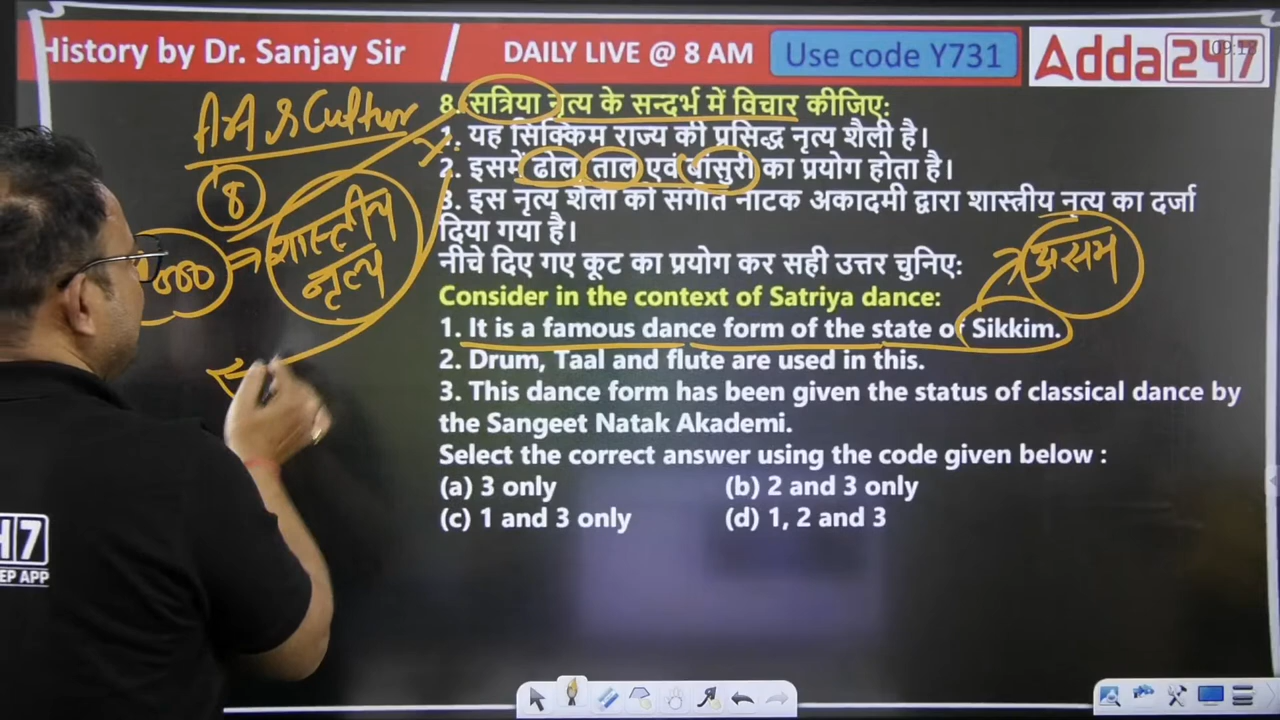 History by Dr. Sanjay Sir
DAILY LIVE @ 8 AM
Use code Y731
Adda247
09:13
8. सत्रिया नृत्य के सन्दर्भ में विचार कीजिए:
1. यह सिक्किम राज्य की प्रसिद्ध नृत्य शैली है।
2. इसमें ढोल, ताल एवं बांसुरी का प्रयोग होता है।
3. इस नृत्य शैली को संगीत नाटक अकादमी द्वारा शास्त्रीय नृत्य का दर्जा
दिया गया है।
नीचे दिए गए कूट का प्रयोग कर सही उत्तर चुनिए:
Consider in the context of Satriya dance:
1. It is a famous dance form of the state of Sikkim.
2. Drum, Taal and flute are used in this.
3. This dance form has been given the status of classical dance by
the Sangeet Natak Akademi.
Select the correct answer using the code given below :
(a) 3 only
(b) 2 and 3 only
(c) 1 and 3 only
(d) 1, 2 and 3
8
शास्त्रीय
नृत्य
असम
H7
EP APP